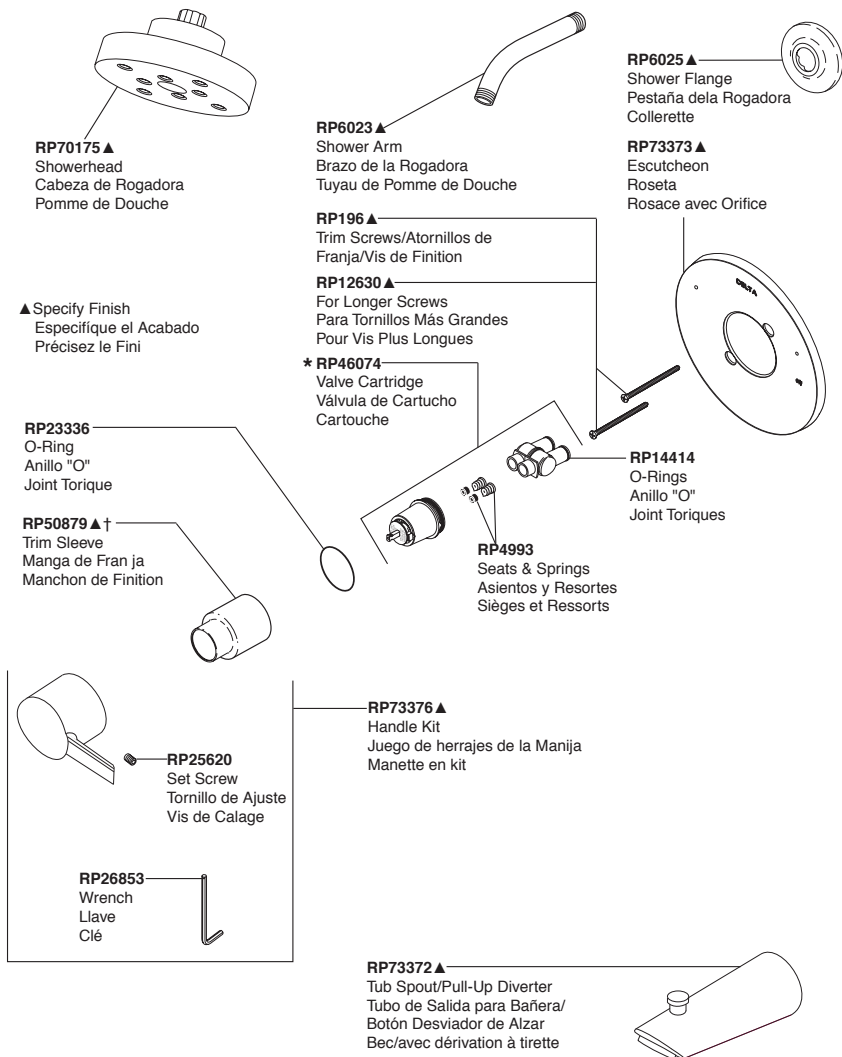 RP70175▲
Showerhead
Cabeza de Rogadora
Pomme de Douche
RP6023▲
Shower Arm
Brazo de la Rogadora
Tuyau de Pomme de Douche
RP6025▲
Shower Flange
Pestaña dela Rogadora
Collerette
RP73373▲
Escutcheon
Roseta
Rosace avec Orifice
RP196▲
Trim Screws/Atornillos de
Franja/Vis de Finition
RP12630▲
For Longer Screws
Para Tornillos Más Grandes
Pour Vis Plus Longues
▲Specify Finish
Especifíque el Acabado
Précisez le Fini
* RP46074
Valve Cartridge
Válvula de Cartucho
Cartouche
DELTA
RP23336
O-Ring
Anillo "O"
Joint Torique
RP14414
O-Rings
Anillo "O"
Joint Toriques
RP50879▲†
Trim Sleeve
Manga de Fran ja
Manchon de Finition
RP4993
Seats & Springs
Asientos y Resortes
Sièges et Ressorts
RP73376▲
Handle Kit
Juego de herrajes de la Manija
Manette en kit
RP25620
Set Screw
Tornillo de Ajuste
Vis de Calage
RP26853
Wrench
Llave
Clé
RP73372▲
Tub Spout/Pull-Up Diverter
Tubo de Salida para Bañera/
Botón Desviador de Alzar
Bec/avec dérivation à tirette